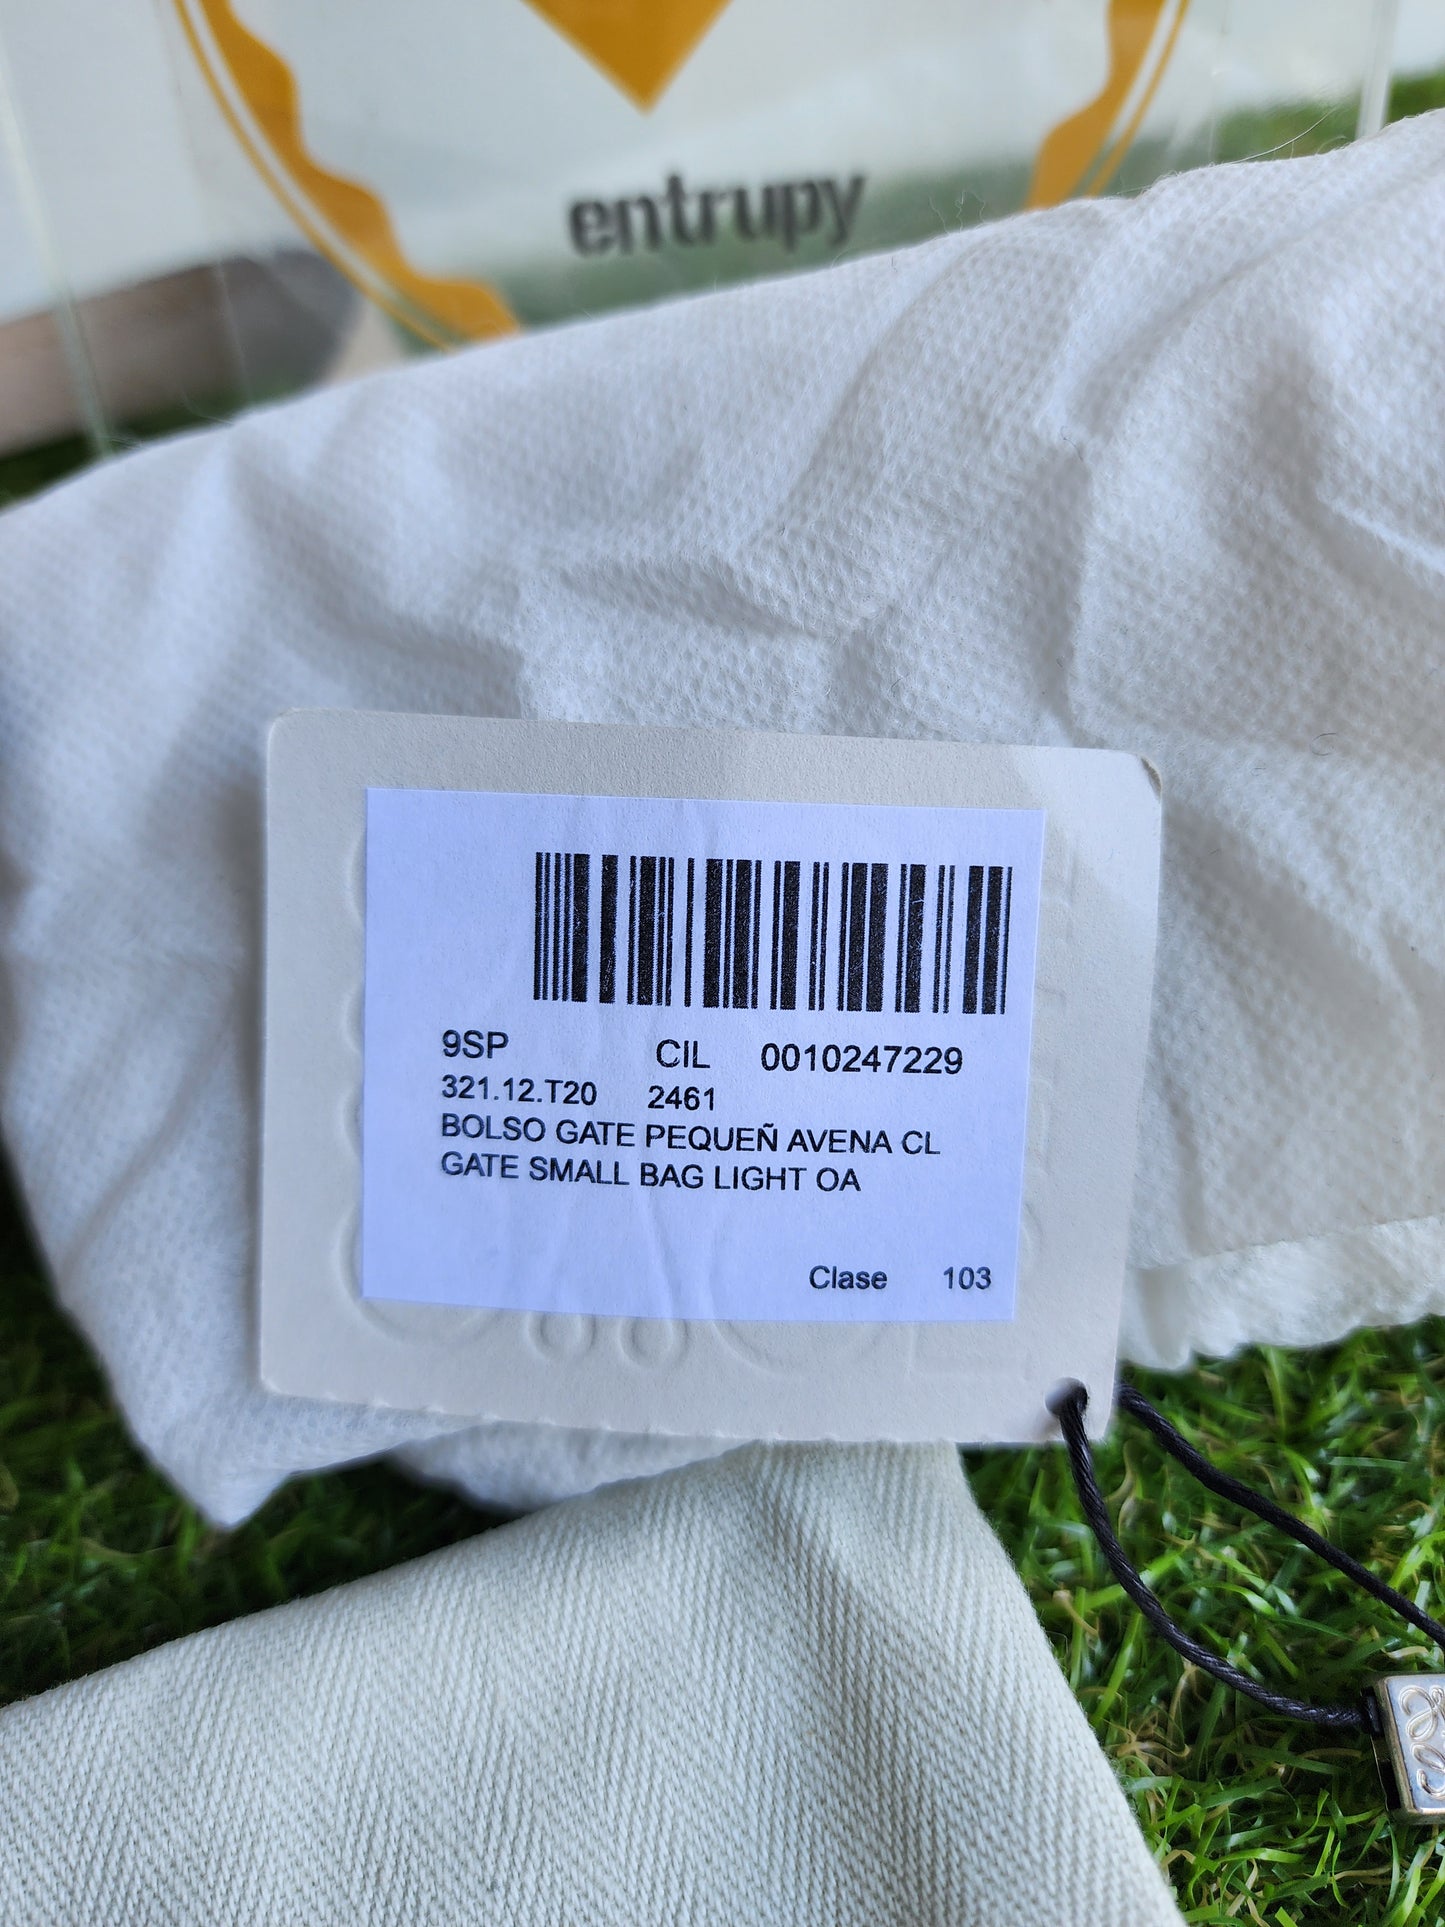 entrupy
9SP CIL 0010247229
321.12.T20 2461
BOLSO GATE PEQUEÑ AVENA CL
GATE SMALL BAG LIGHT OA
Clase 103